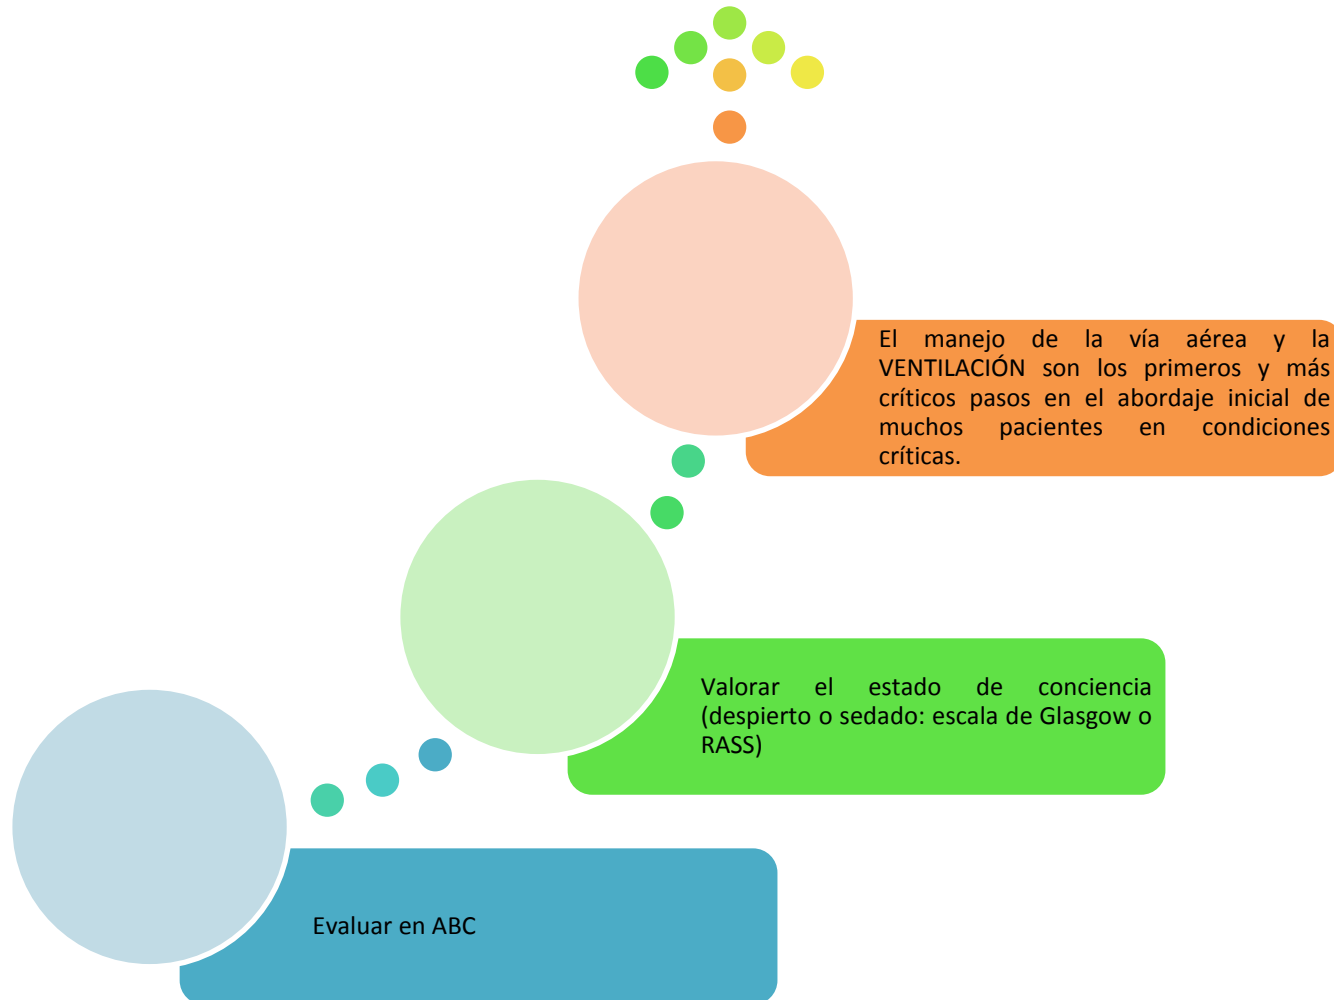 El manejo de la vía aérea y la
VENTILACIÓN son los primeros y más
críticos pasos en el abordaje inicial de
muchos pacientes en condiciones
críticas.
Valorar el estado de conciencia
(despierto o sedado: escala de Glasgow o
RASS)
Evaluar en ABC